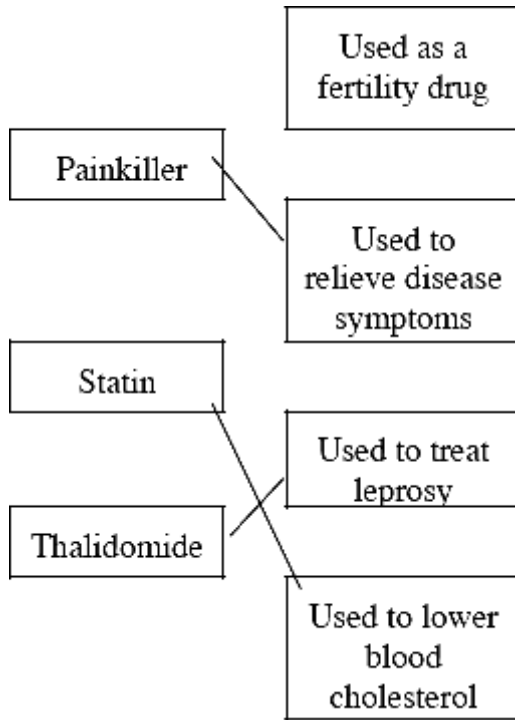 Used as a
fertility drug
Painkiller
Used to
relieve disease
symptoms
Statin
Used to treat
leprosy
Thalidomide
Used to lower
blood
cholesterol